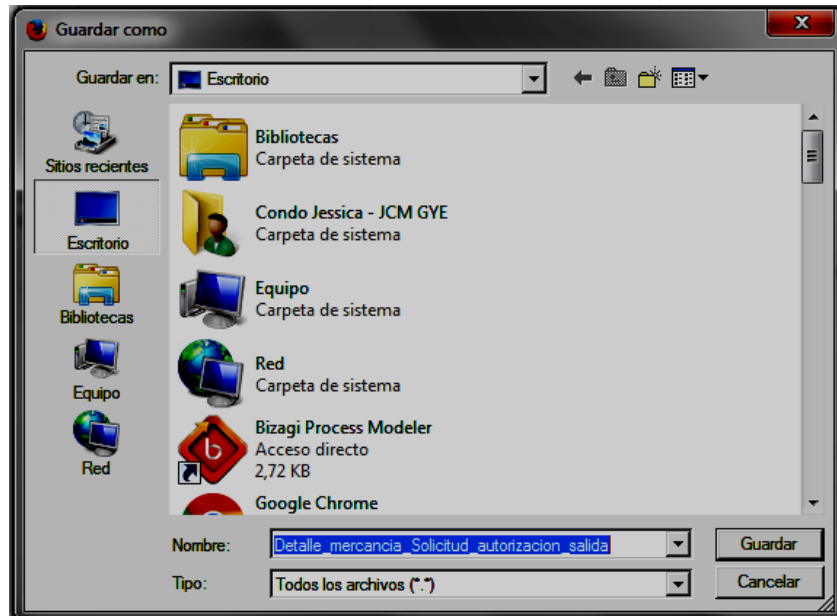 Guardar como
Guardar en: Escritorio
Sitios recientes
Escritorio
Bibliotecas
Equipo
Red
Bibliotecas
Carpeta de sistema
Condo Jessica - JCM GYE
Carpeta de sistema
Equipo
Carpeta de sistema
Red
Carpeta de sistema
Bizagi Process Modeler
Acceso directo
2,72 KB
Google Chrome
Nombre: Detalle_mercancia_Solicitud_autorizacion_salida Guardar
Tipo: Todos los archivos (*.*) Cancelar